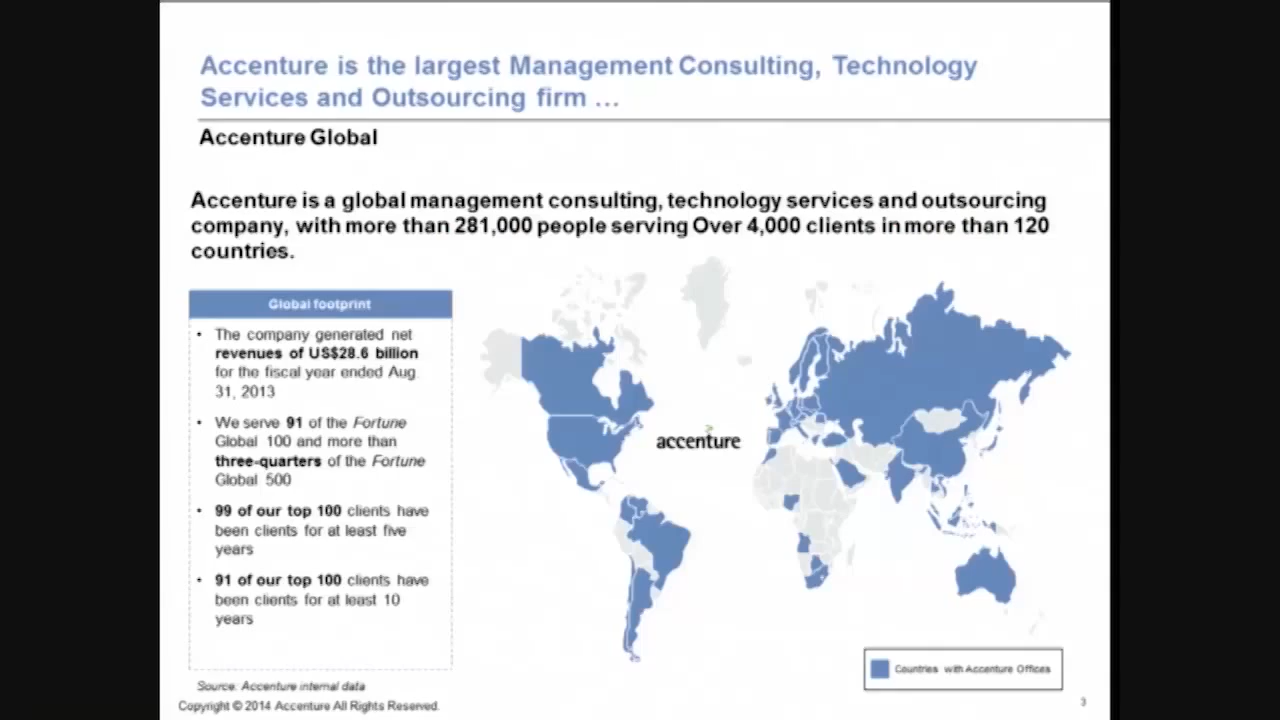 Accenture is the largest Management Consulting, Technology
Services and Outsourcing firm ...
Accenture Global
Accenture is a global management consulting, technology services and outsourcing
company, with more than 281,000 people serving Over 4,000 clients in more than 120
countries.
Global footprint
• The company generated net
revenues of US$28.6 billion
for the fiscal year ended Aug
31, 2013
• We serve 91 of the Fortune
Global 100 and more than
three-quarters of the Fortune
Global 500
• 99 of our top 100 clients have
been clients for at least five
years
• 91 of our top 100 clients have
been clients for at least 10
years
accenture
Countries with Accenture Offices
Source: Accenture internal data
Copyright © 2014 Accenture All Rights Reserved.
3